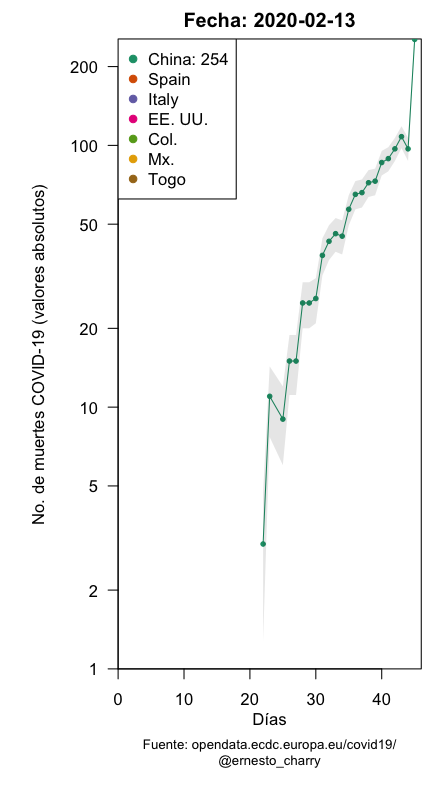 Fecha: 2020-02-13
China: 254
Spain
Italy
EE. UU.
Col.
Mx.
Togo
No. de muertes COVID-19 (valores absolutos)
200
100
50
20
10
5
2
1
0 10 20 30 40
Días
Fuente: opendata.ecdc.europa.eu/covid19/
@ernesto_charry